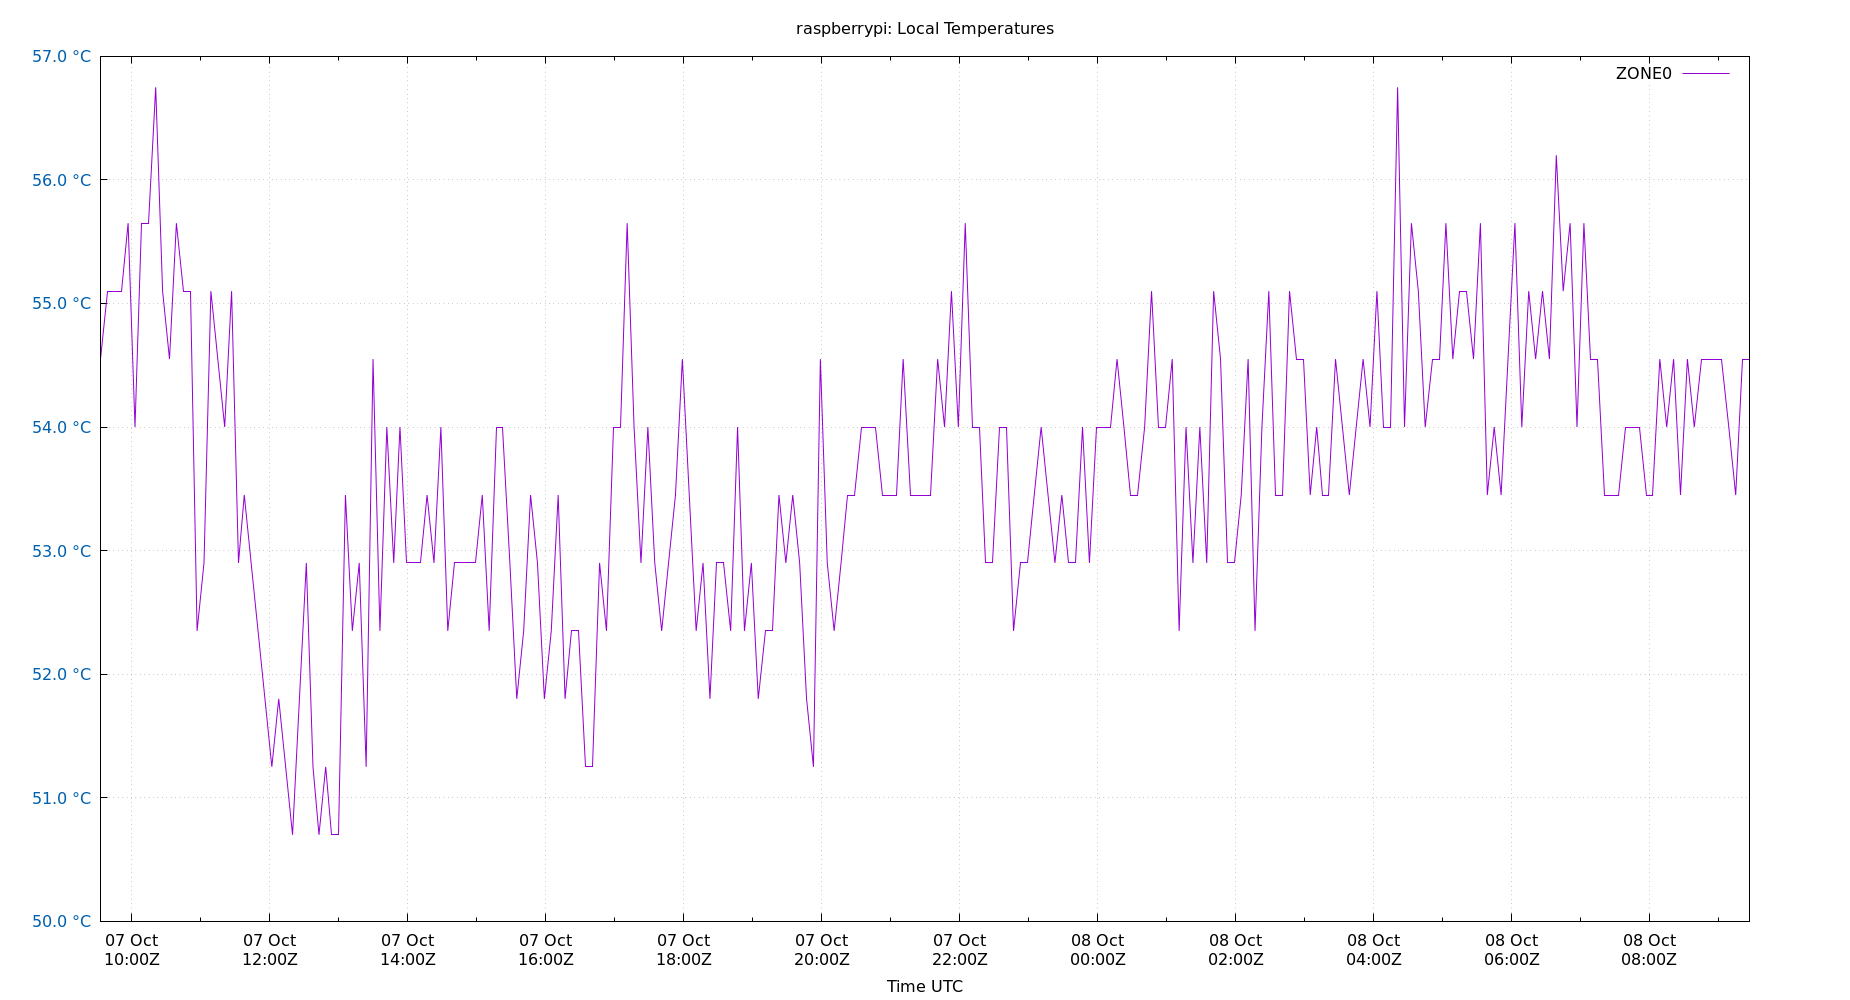 raspberrypi: Local Temperatures
57.0 °C
ZONE0
56.0 °C
55.0 °C
54.0 °C
53.0 °C
52.0 °C
51.0 °C
50.0 °C
07 Oct 07 Oct 07 Oct 07 Oct 07 Oct 07 Oct 07 Oct 08 Oct 08 Oct 08 Oct 08 Oct 08 Oct
10:00Z 12:00Z 14:00Z 16:00Z 18:00Z 20:00Z 22:00Z 00:00Z 02:00Z 04:00Z 06:00Z 08:00Z
Time UTC